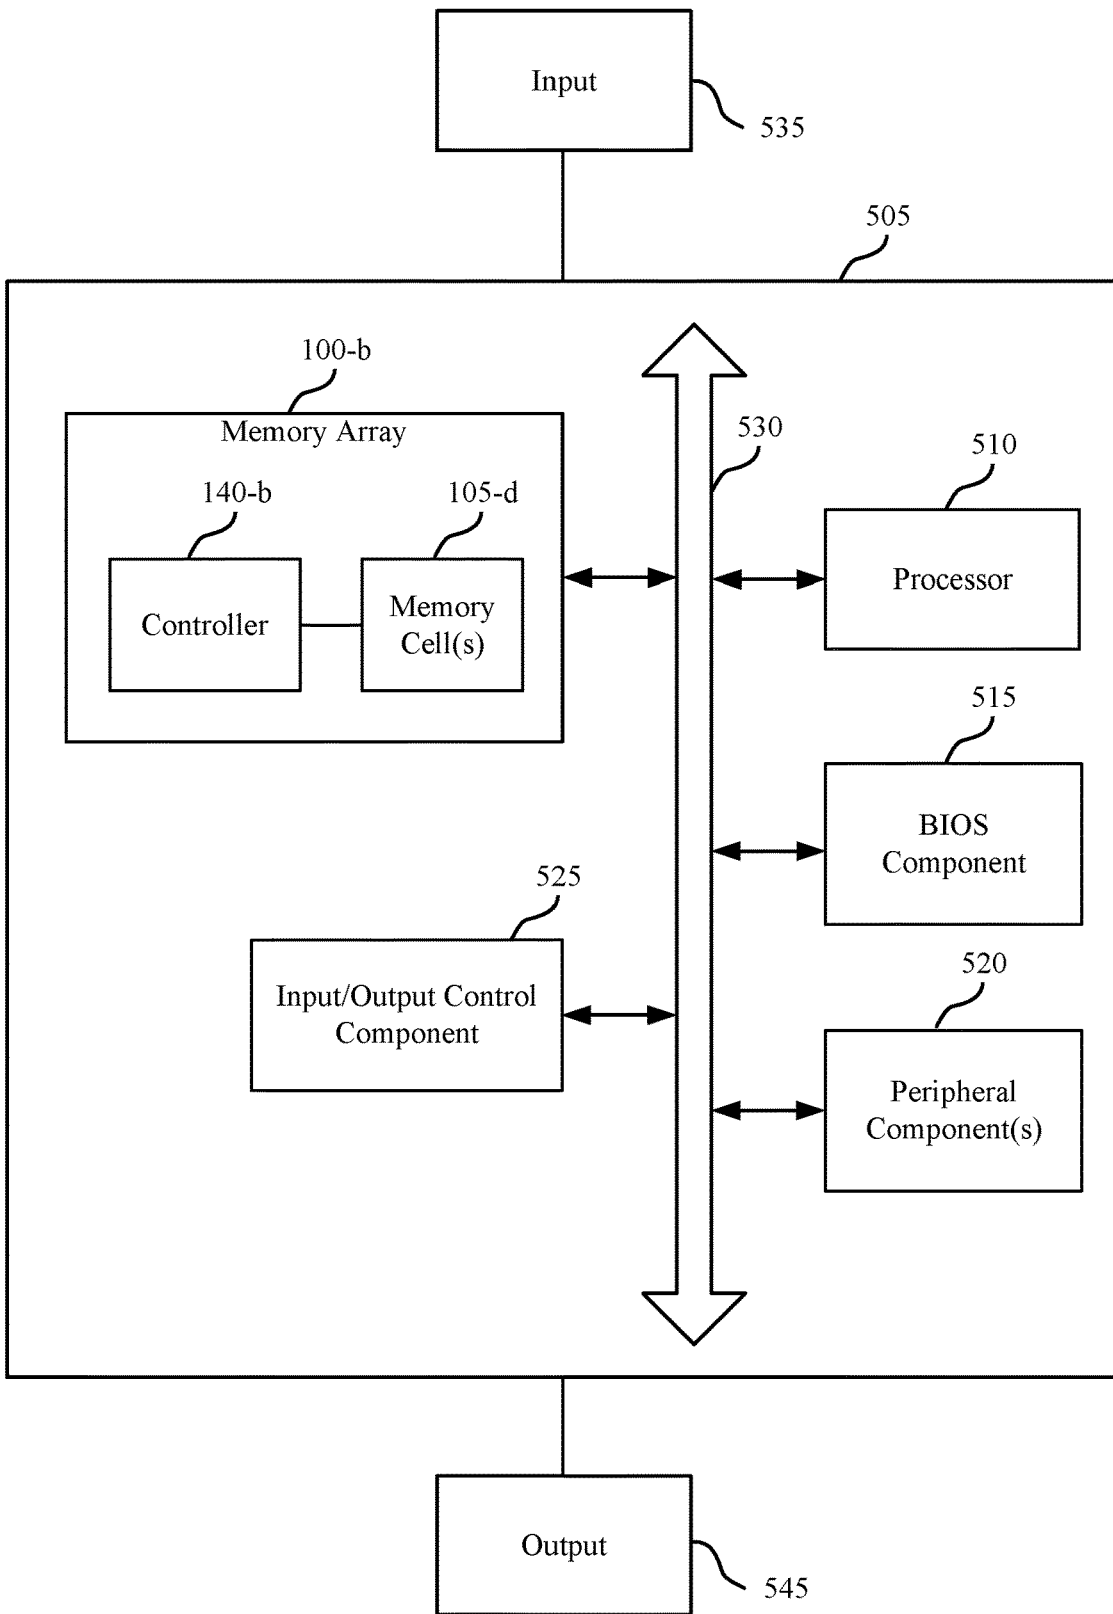 Input
535
505
100-b
Memory Array
530
510
140-b
105-d
Processor
Controller
Memory
Cell(s)
515
BIOS
Component
525
520
Input/Output Control
Component
Peripheral
Component(s)
Output
545